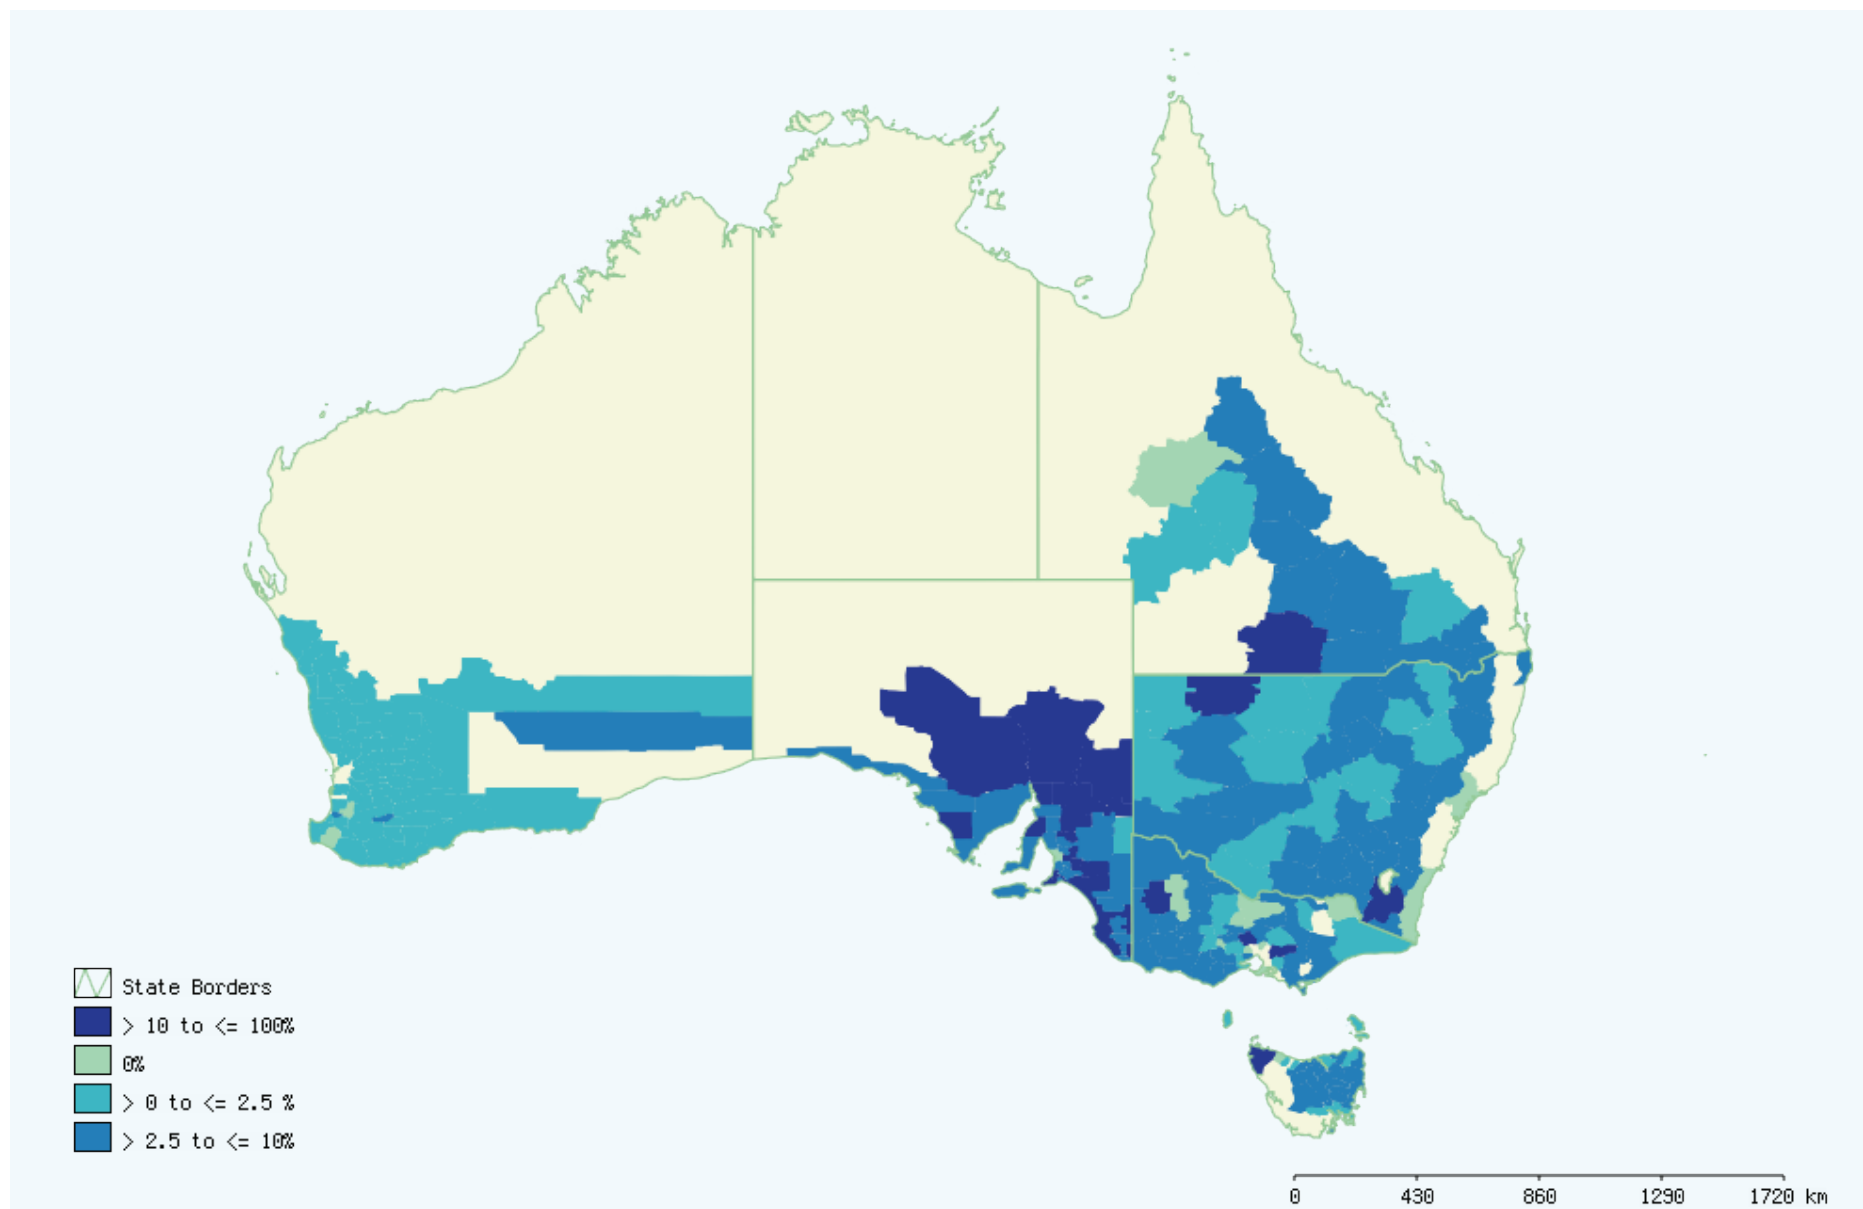 State Borders
> 10 to <= 100%
0%
> 0 to <= 2.5 %
> 2.5 to <= 10%
0 430 860 1290 1720 km